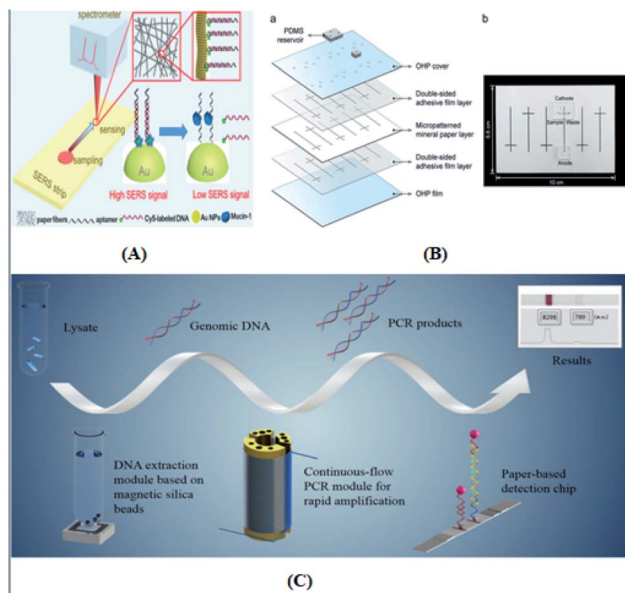 spectrometer
sensing
sampling
SERS strip
Au
Au
High SERS signal
Low SERS signal
paper fibers
aptamer
Cy5-labeled DNA
Au NPs
Mucin-1
(A)
a
PDMS
reservoir
OHP cover
Double-sided
adhesive film layer
Micropatterned
mineral paper layer
Double-sided
adhesive film layer
OHP film
b
Cathode
Sample
Waste
Anode
10 cm
(B)
Lysate
Genomic DNA
PCR products
8298
789
(m.v.)
Results
DNA extraction
module based on
magnetic silica
beads
Continuous-flow
PCR module for
rapid amplification
Paper-based
detection chip
(C)